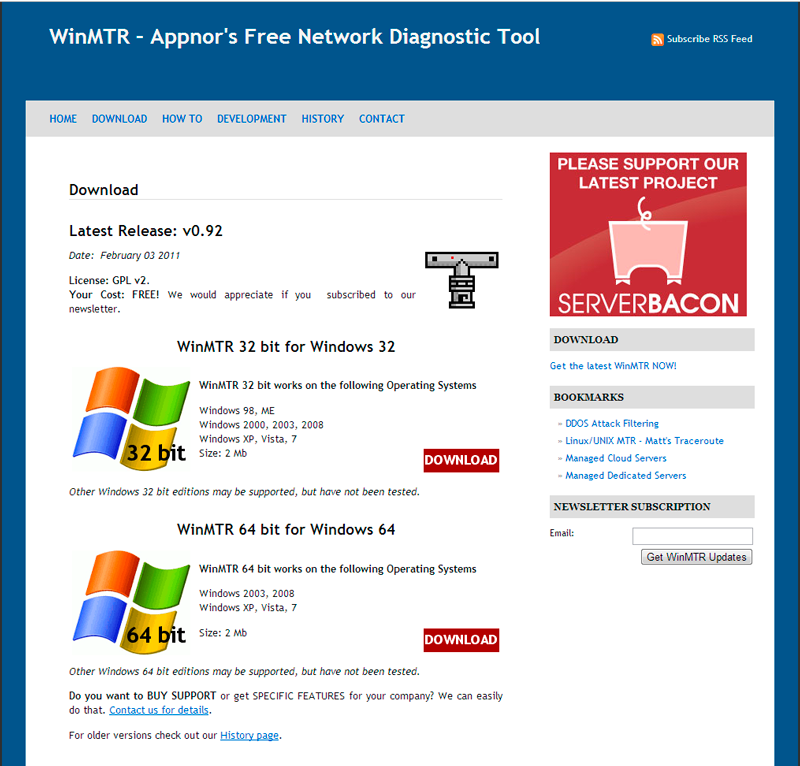 WinMTR – Appnor's Free Network Diagnostic Tool
Subscribe RSS Feed
HOME DOWNLOAD HOW TO DEVELOPMENT HISTORY CONTACT
Download
Latest Release: v0.92
Date: February 03 2011
License: GPL v2.
Your Cost: FREE! We would appreciate if you subscribed to our
newsletter.
WinMTR 32 bit for Windows 32
32 bit
WinMTR 32 bit works on the following Operating Systems
Windows 98, ME
Windows 2000, 2003, 2008
Windows XP, Vista, 7
Size: 2 Mb
DOWNLOAD
Other Windows 32 bit editions may be supported, but have not been tested.
WinMTR 64 bit for Windows 64
64 bit
WinMTR 64 bit works on the following Operating Systems
Windows 2003, 2008
Windows XP, Vista, 7
Size: 2 Mb
DOWNLOAD
Other Windows 64 bit editions may be supported, but have not been tested.
Do you want to BUY SUPPORT or get SPECIFIC FEATURES for your company? We can easily
do that. Contact us for details.
For older versions check out our History page.
PLEASE SUPPORT OUR
LATEST PROJECT
SERVERBACON
DOWNLOAD
Get the latest WinMTR NOW!
BOOKMARKS
» DDOS Attack Filtering
» Linux/UNIX MTR - Matt's Traceroute
» Managed Cloud Servers
» Managed Dedicated Servers
NEWSLETTER SUBSCRIPTION
Email:
Get WinMTR Updates